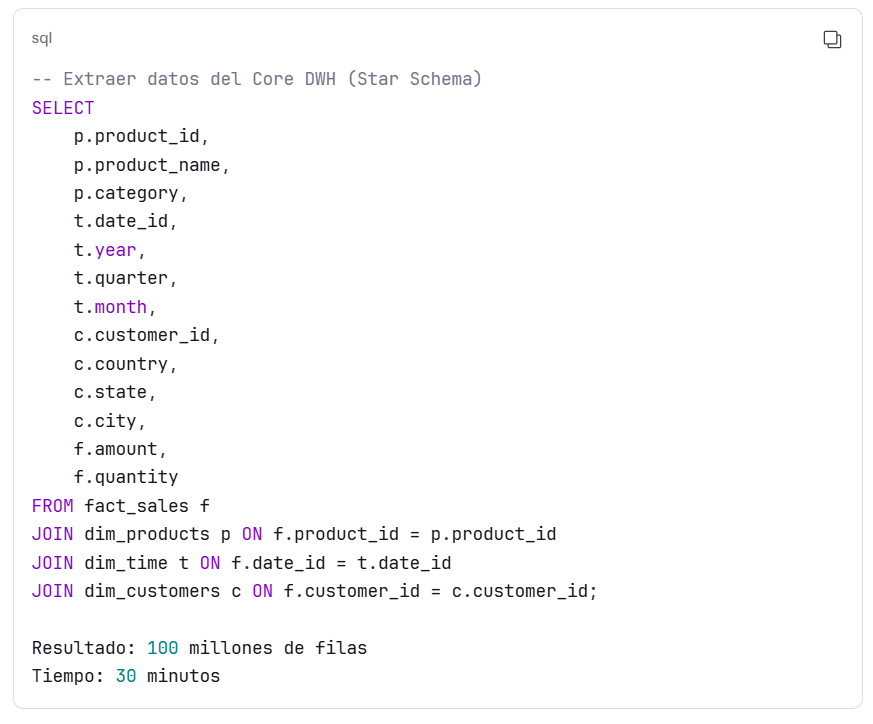 sql
-- Extraer datos del Core DWH (Star Schema)
SELECT
    p.product_id,
    p.product_name,
    p.category,
    t.date_id,
    t.year,
    t.quarter,
    t.month,
    c.customer_id,
    c.country,
    c.state,
    c.city,
    f.amount,
    f.quantity
FROM fact_sales f
JOIN dim_products p ON f.product_id = p.product_id
JOIN dim_time t ON f.date_id = t.date_id
JOIN dim_customers c ON f.customer_id = c.customer_id;

Resultado: 100 millones de filas
Tiempo: 30 minutos